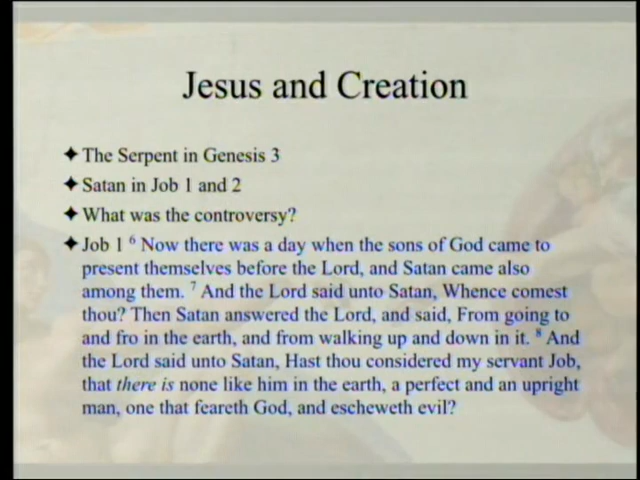 Jesus and Creation
✦ The Serpent in Genesis 3
✦ Satan in Job 1 and 2
✦ What was the controversy?
✦ Job 1 ⁶ Now there was a day when the sons of God came to
present themselves before the Lord, and Satan came also
among them. ⁷ And the Lord said unto Satan, Whence comest
thou? Then Satan answered the Lord, and said, From going to
and fro in the earth, and from walking up and down in it. ⁸ And
the Lord said unto Satan, Hast thou considered my servant Job,
that there is none like him in the earth, a perfect and an upright
man, one that feareth God, and escheweth evil?